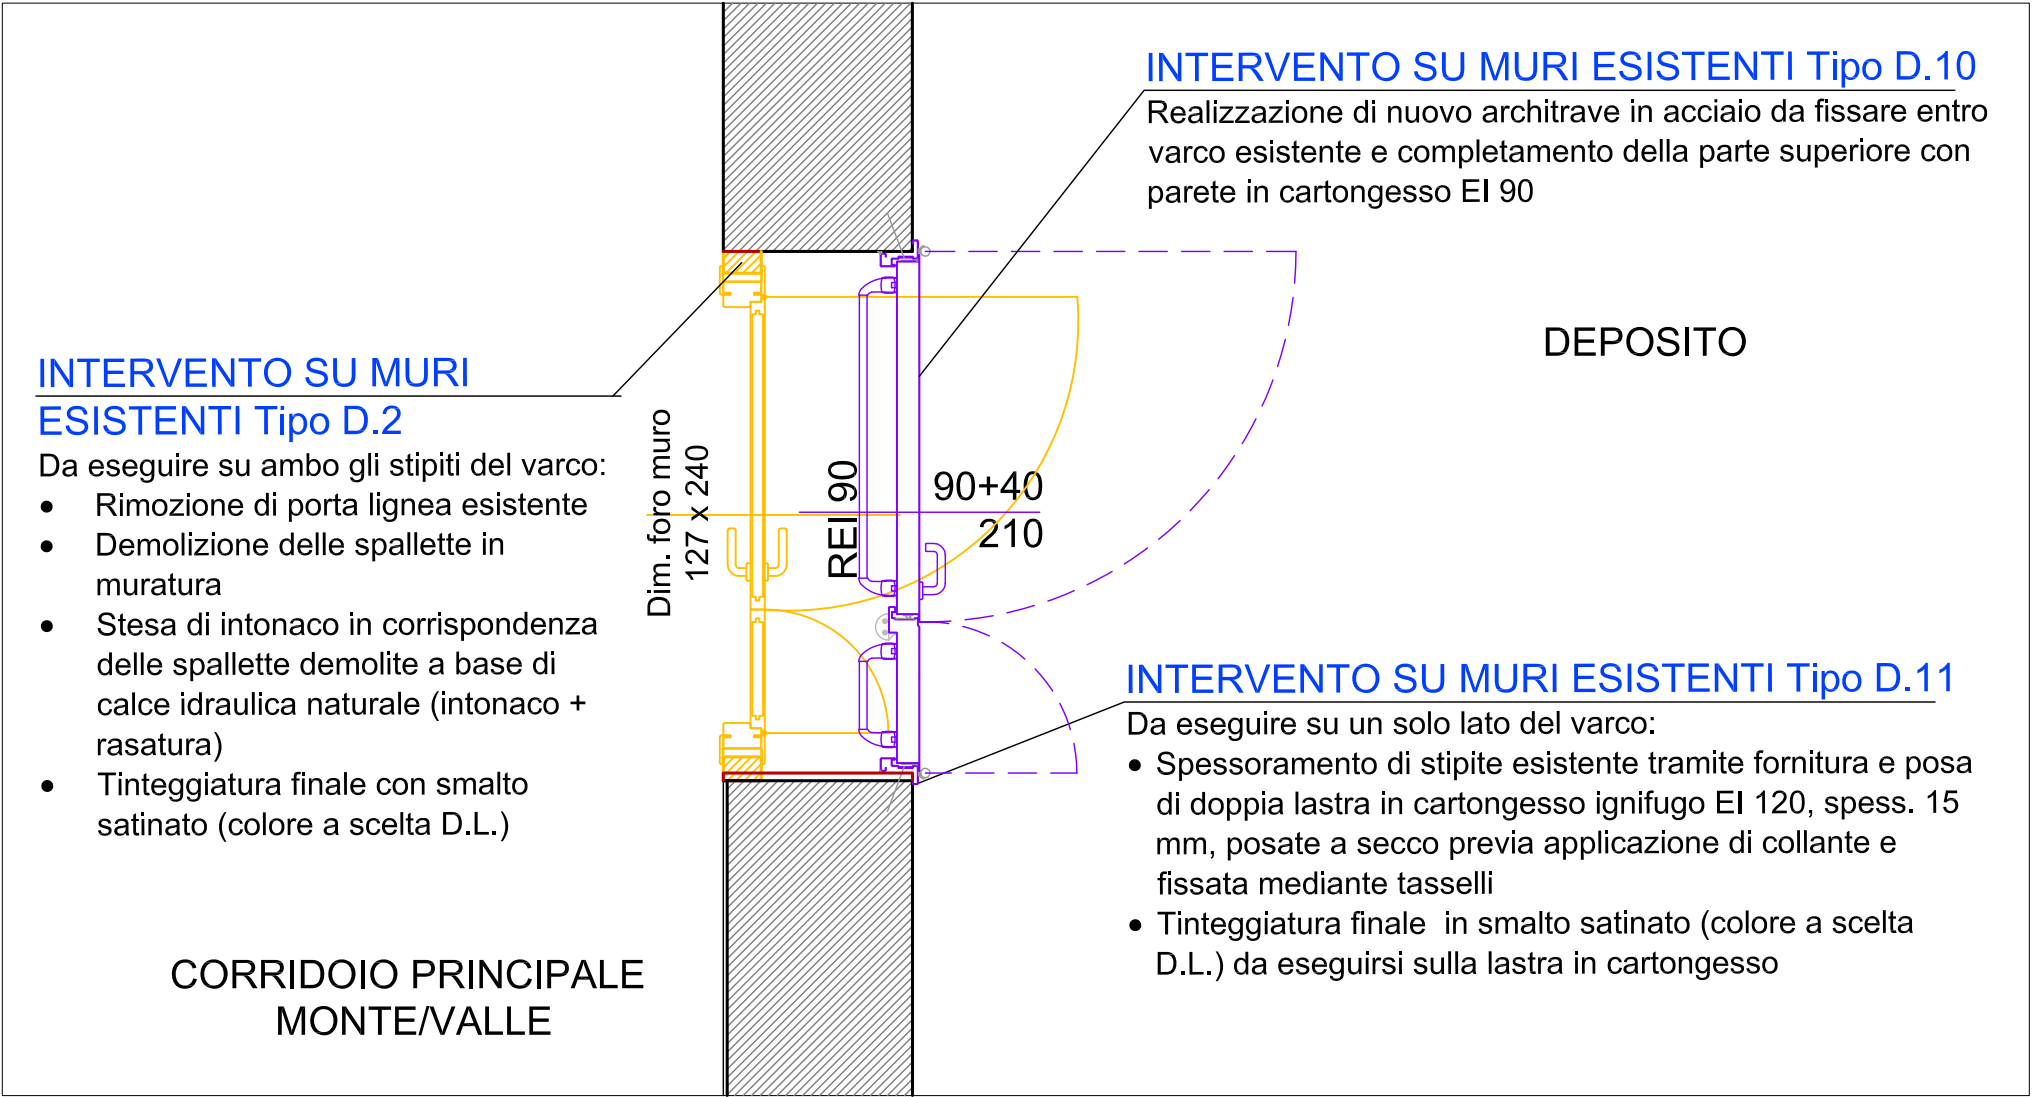 INTERVENTO SU MURI ESISTENTI Tipo D.10
Realizzazione di nuovo architrave in acciaio da fissare entro
varco esistente e completamento della parte superiore con
parete in cartongesso EI 90
DEPOSITO
INTERVENTO SU MURI
ESISTENTI Tipo D.2
Da eseguire su ambo gli stipiti del varco:
• Rimozione di porta lignea esistente
• Demolizione delle spallette in
muratura
• Stesa di intonaco in corrispondenza
delle spallette demolite a base di
calce idraulica naturale (intonaco +
rasatura)
• Tinteggiatura finale con smalto
satinato (colore a scelta D.L.)
Dim. foro muro
127 x 240
REI 90
90+40
210
INTERVENTO SU MURI ESISTENTI Tipo D.11
Da eseguire su un solo lato del varco:
• Spessoramento di stipite esistente tramite fornitura e posa
di doppia lastra in cartongesso ignifugo EI 120, spess. 15
mm, posate a secco previa applicazione di collante e
fissata mediante tasselli
• Tinteggiatura finale  in smalto satinato (colore a scelta
D.L.) da eseguirsi sulla lastra in cartongesso
CORRIDOIO PRINCIPALE
MONTE/VALLE